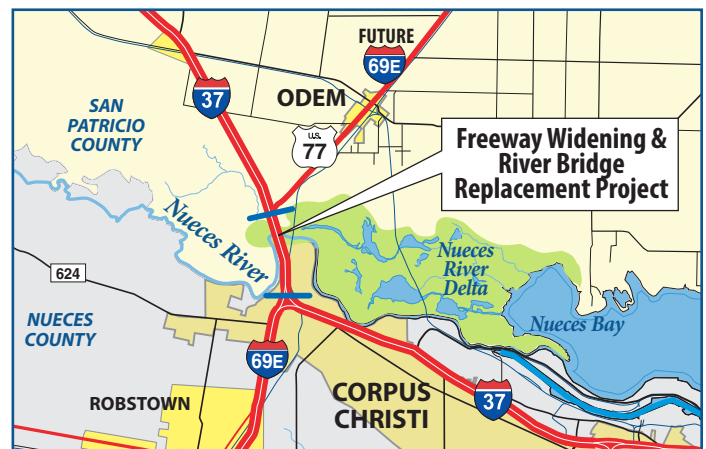 FUTURE
69E
37
ODEM
SAN
PATRICIO
COUNTY
U.S.
77
Freeway Widening &
River Bridge
Replacement Project
Nueces River
Nueces
River
Delta
624
Nueces Bay
NUECES
COUNTY
69E
ROBSTOWN
CORPUS
CHRISTI
37